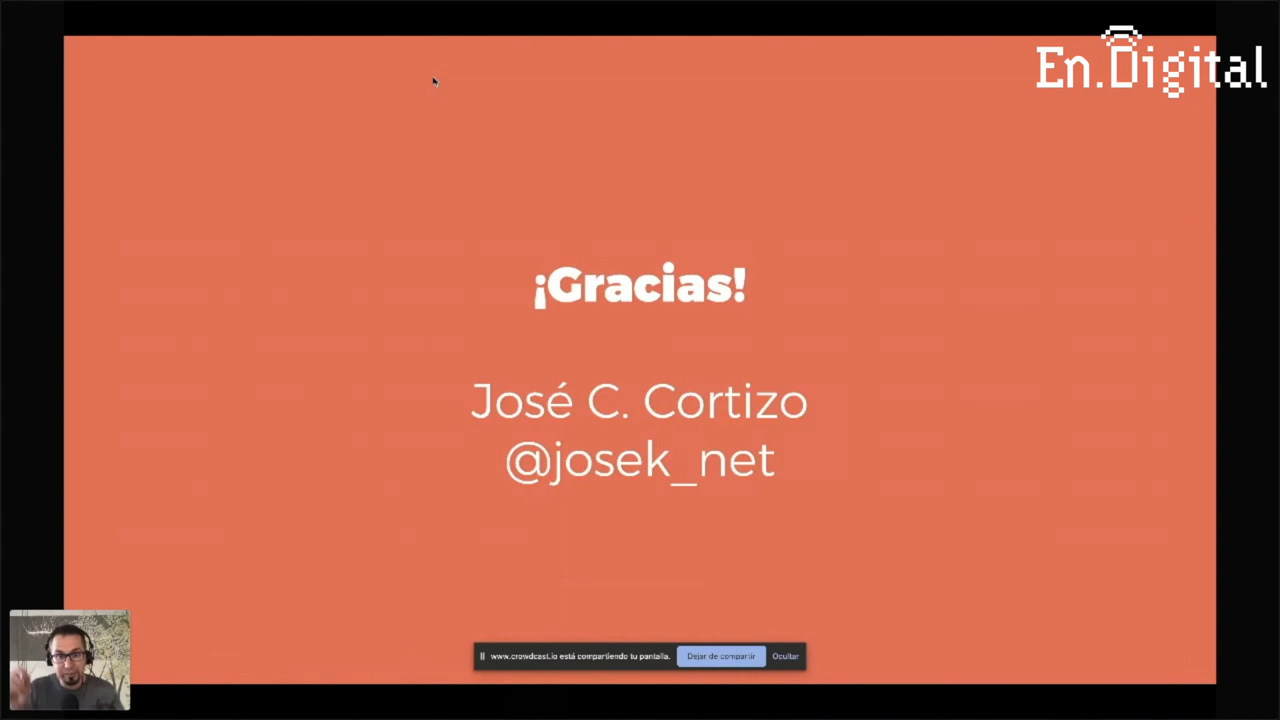 En.Digital
¡Gracias!
José C. Cortizo
@josek_net
www.crowdcast.io está compartiendo tu pantalla. Dejar de compartir Ocultar